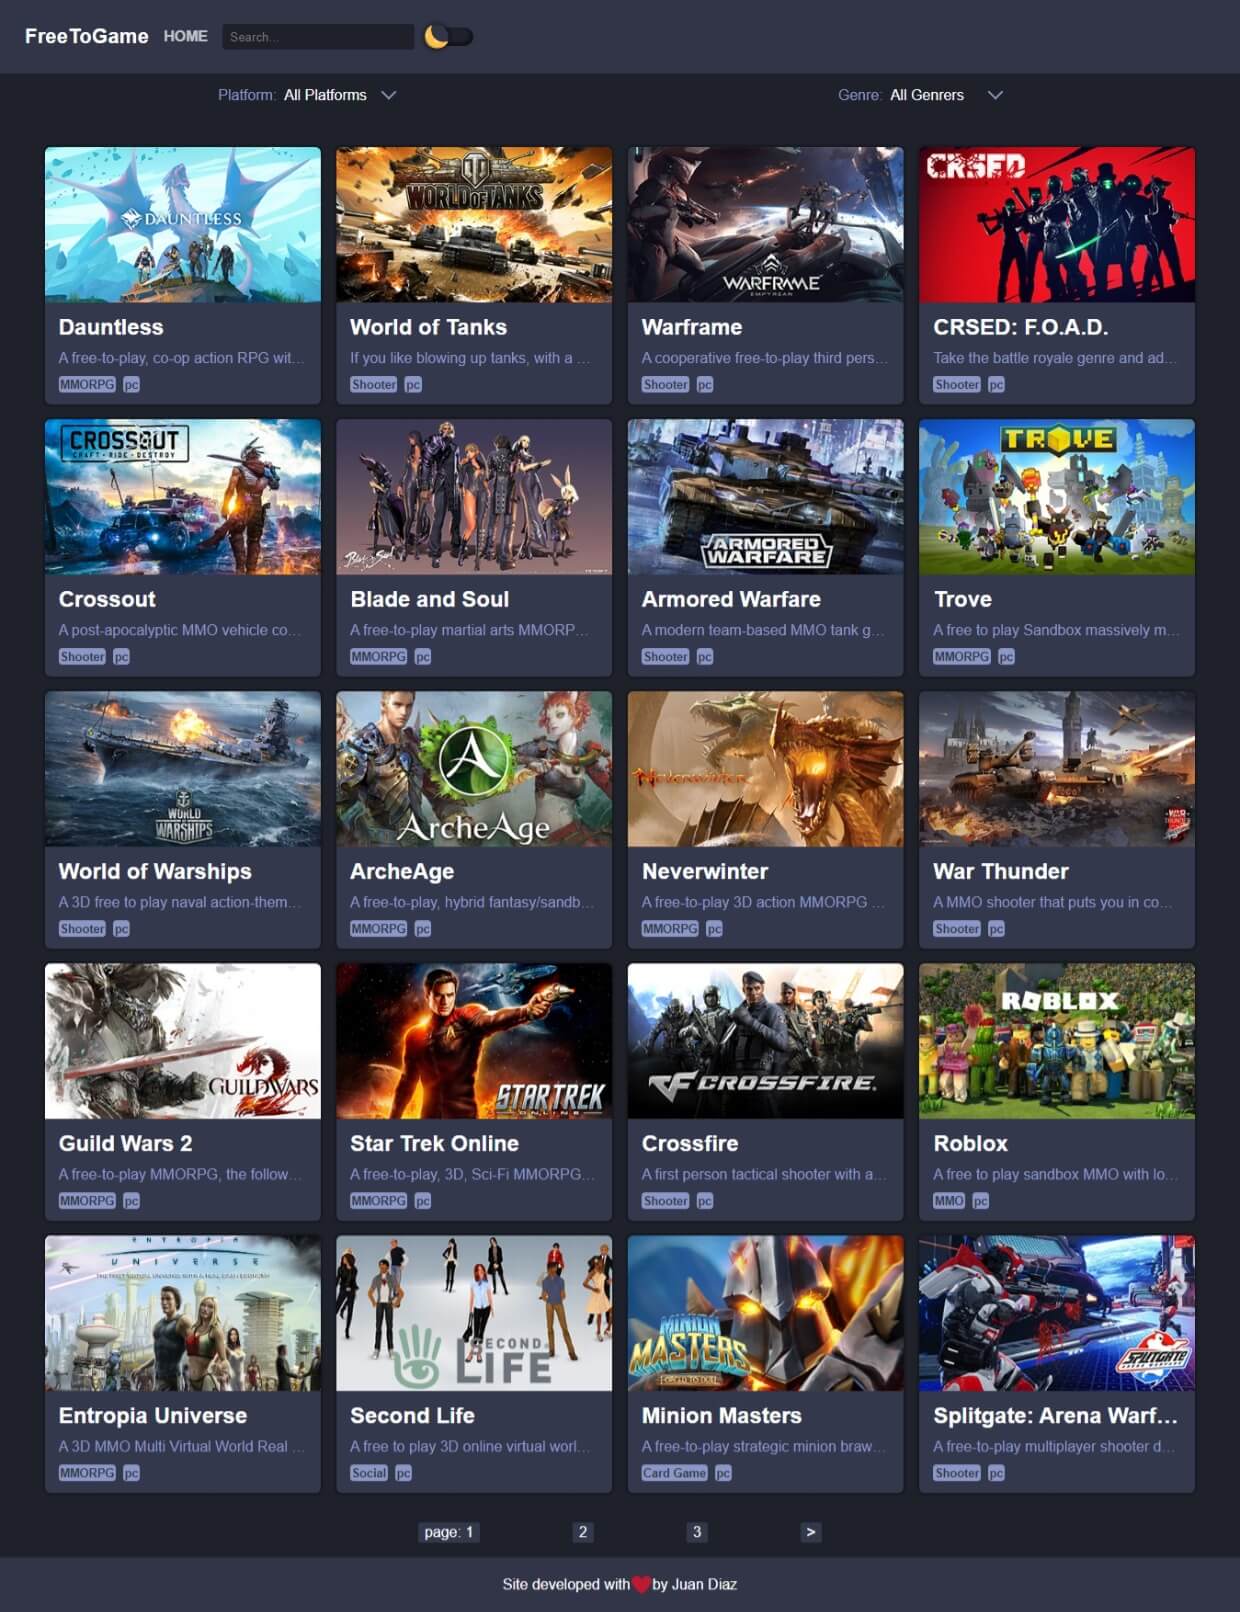 FreeToGame HOME Search...
Platform: All Platforms Genre: All Genrers
DAUNTLESS
WORLD OF TANKS
WARFRAME
EMPYREAN
CRSED
Dauntless
World of Tanks
Warframe
CRSED: F.O.A.D.
A free-to-play, co-op action RPG wit...
If you like blowing up tanks, with a ...
A cooperative free-to-play third pers...
Take the battle royale genre and ad...
MMORPG pc
Shooter pc
Shooter pc
Shooter pc
CROSSOUT
CRAFT • RIDE • DESTROY
Blade & Soul
ARMORED
WARFARE
TROVE
Crossout
Blade and Soul
Armored Warfare
Trove
A post-apocalyptic MMO vehicle co...
A free-to-play martial arts MMORP...
A modern team-based MMO tank g...
A free to play Sandbox massively m...
Shooter pc
MMORPG pc
Shooter pc
MMORPG pc
WORLD
OF
WARSHIPS
A
ArcheAge
Neverwinter
WAR
THUNDER
World of Warships
ArcheAge
Neverwinter
War Thunder
A 3D free to play naval action-them...
A free-to-play, hybrid fantasy/sandb...
A free-to-play 3D action MMORPG ...
A MMO shooter that puts you in co...
Shooter pc
MMORPG pc
MMORPG pc
Shooter pc
GUILD WARS
2
STAR TREK
ONLINE
CF CROSSFIRE
ROBLOX
Guild Wars 2
Star Trek Online
Crossfire
Roblox
A free-to-play MMORPG, the follow...
A free-to-play, 3D, Sci-Fi MMORPG...
A first person tactical shooter with a...
A free to play sandbox MMO with lo...
MMORPG pc
MMORPG pc
Shooter pc
MMO pc
ENTROPIA
UNIVERSE
SECOND
LIFE
MINION
MASTERS
SPLITGATE
ARENA WARFARE
Entropia Universe
Second Life
Minion Masters
Splitgate: Arena Warf...
A 3D MMO Multi Virtual World Real ...
A free to play 3D online virtual worl...
A free-to-play strategic minion braw...
A free-to-play multiplayer shooter d...
MMORPG pc
Social pc
Card Game pc
Shooter pc
page: 1 2 3 >
Site developed with ❤ by Juan Diaz